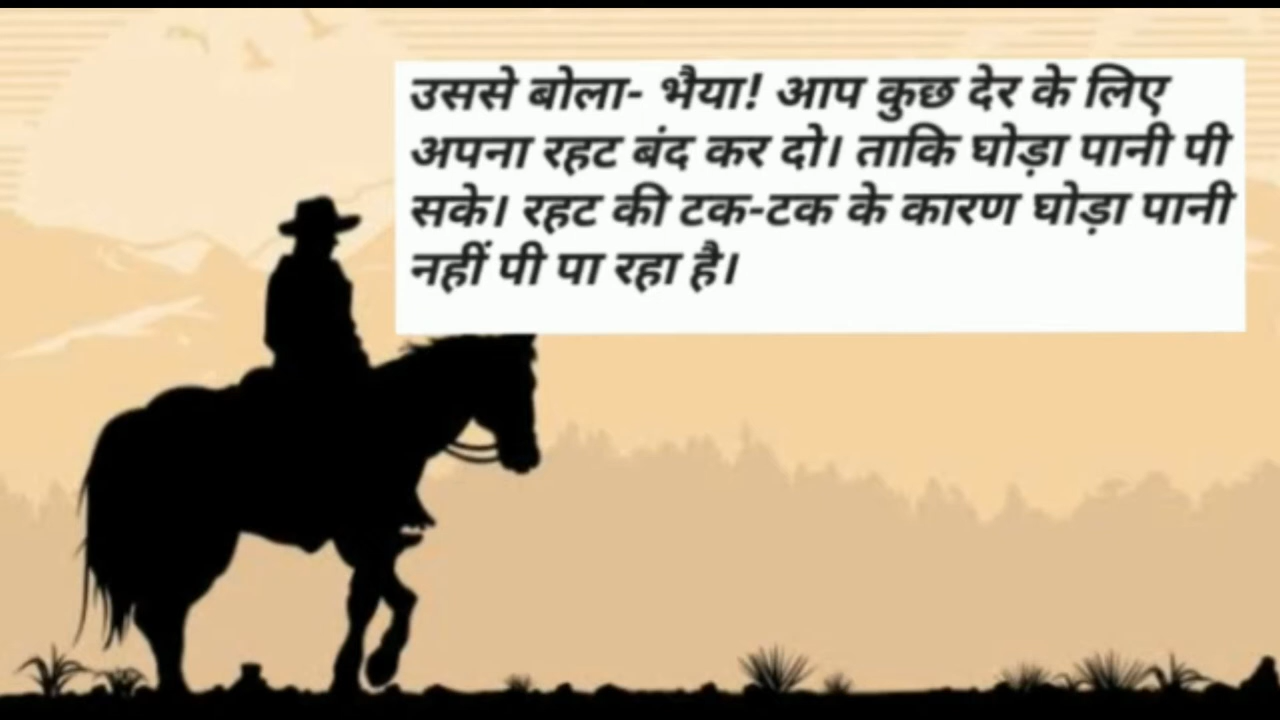 उससे बोला- भैया! आप कुछ देर के लिए
अपना रहट बंद कर दो। ताकि घोड़ा पानी पी
सके। रहट की टक-टक के कारण घोड़ा पानी
नहीं पी पा रहा है।